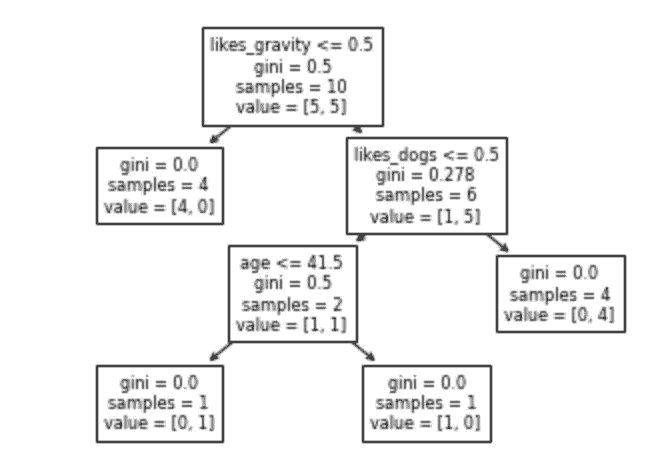 likes_gravity <= 0.5
gini = 0.5
samples = 10
value = [5, 5]
gini = 0.0
samples = 4
value = [4, 0]
likes_dogs <= 0.5
gini = 0.278
samples = 6
value = [1, 5]
age <= 41.5
gini = 0.5
samples = 2
value = [1, 1]
gini = 0.0
samples = 4
value = [0, 4]
gini = 0.0
samples = 1
value = [0, 1]
gini = 0.0
samples = 1
value = [1, 0]